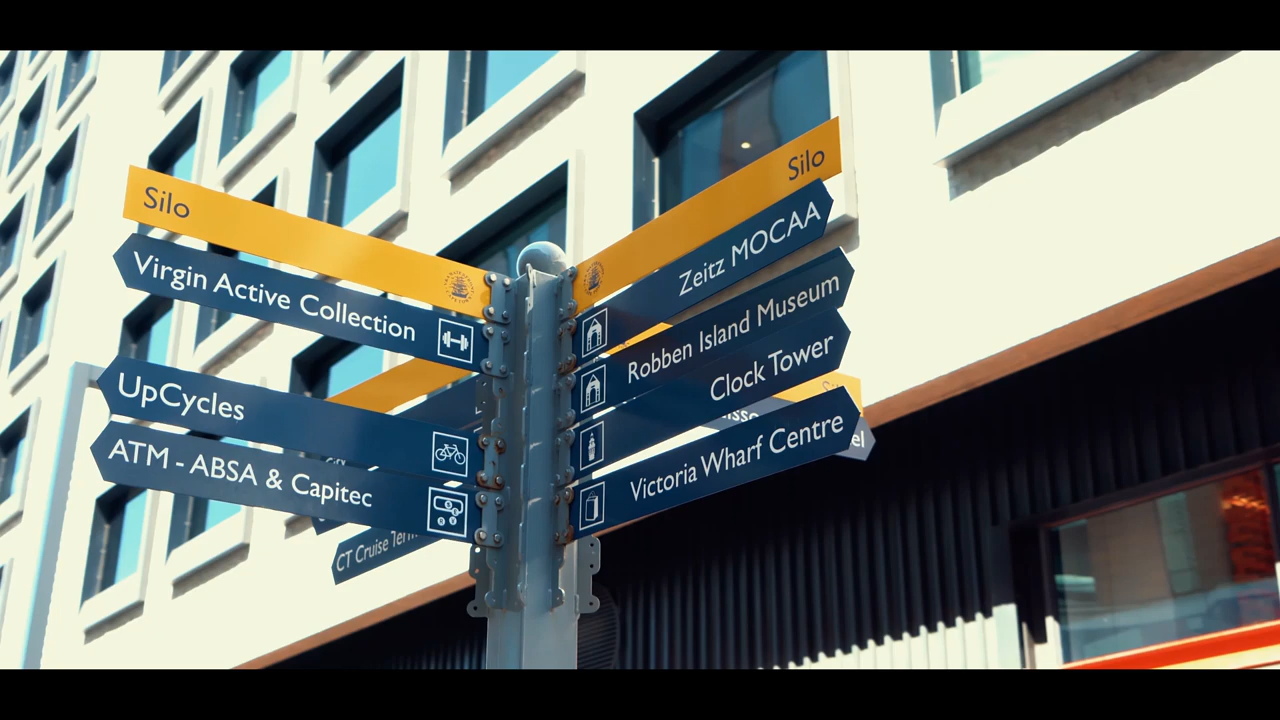 Silo
Virgin Active Collection
UpCycles
ATM - ABSA & Capitec
CT Cruise
Silo
Zeitz MOCAA
Robben Island Museum
Clock Tower
Victoria Wharf Centre